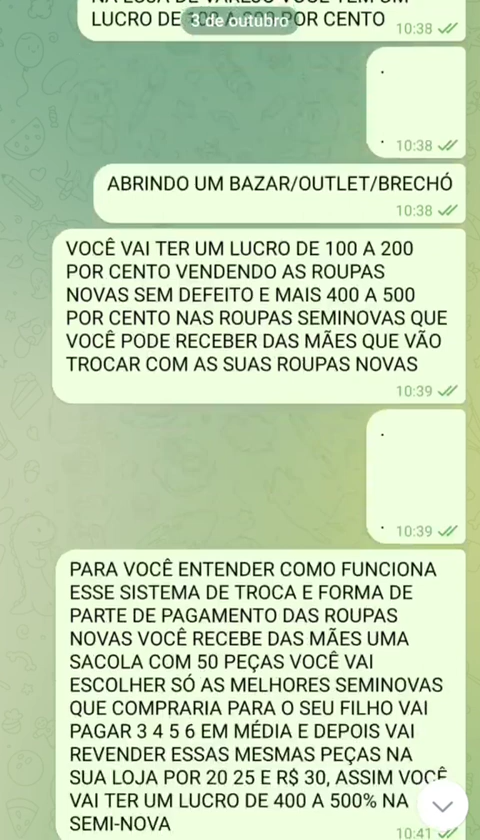 LUCRO DE 100 A 200 POR CENTO
3 de outubro
10:38
.
. 10:38
ABRINDO UM BAZAR/OUTLET/BRECHÓ
10:38
VOCÊ VAI TER UM LUCRO DE 100 A 200
POR CENTO VENDENDO AS ROUPAS
NOVAS SEM DEFEITO E MAIS 400 A 500
POR CENTO NAS ROUPAS SEMINOVAS QUE
VOCÊ PODE RECEBER DAS MÃES QUE VÃO
TROCAR COM AS SUAS ROUPAS NOVAS
10:39
.
. 10:39
PARA VOCÊ ENTENDER COMO FUNCIONA
ESSE SISTEMA DE TROCA E FORMA DE
PARTE DE PAGAMENTO DAS ROUPAS
NOVAS VOCÊ RECEBE DAS MÃES UMA
SACOLA COM 50 PEÇAS VOCÊ VAI
ESCOLHER SÓ AS MELHORES SEMINOVAS
QUE COMPRARIA PARA O SEU FILHO VAI
PAGAR 3 4 5 6 EM MÉDIA E DEPOIS VAI
REVENDER ESSAS MESMAS PEÇAS NA
SUA LOJA POR 20 25 E R$ 30, ASSIM VOCÊ
VAI TER UM LUCRO DE 400 A 500% NA
SEMI-NOVA
10:41